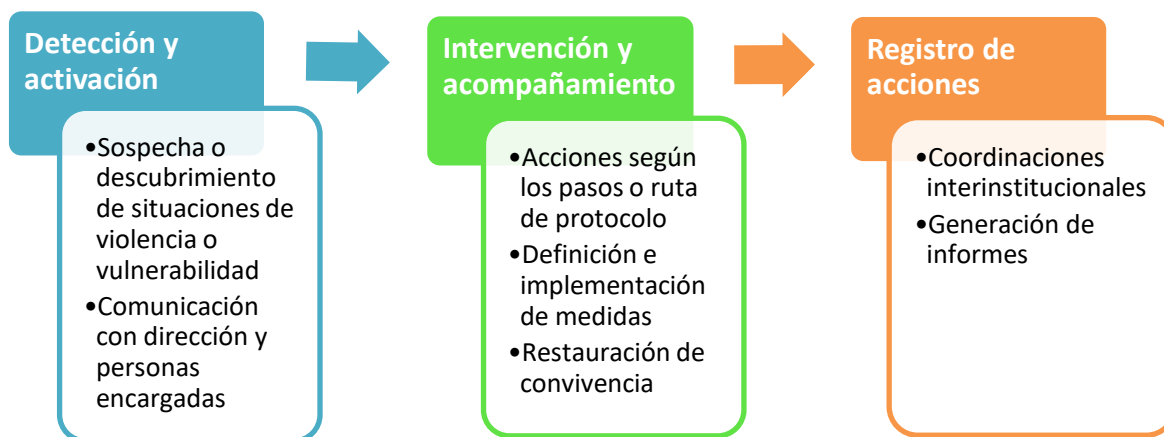 Detección y
activación
•Sospecha o
descubrimiento
de situaciones de
violencia o
vulnerabilidad
•Comunicación
con dirección y
personas
encargadas
Intervención y
acompañamiento
•Acciones según
los pasos o ruta
de protocolo
•Definición e
implementación
de medidas
•Restauración de
convivencia
Registro de
acciones
•Coordinaciones
interinstitucionales
•Generación de
informes